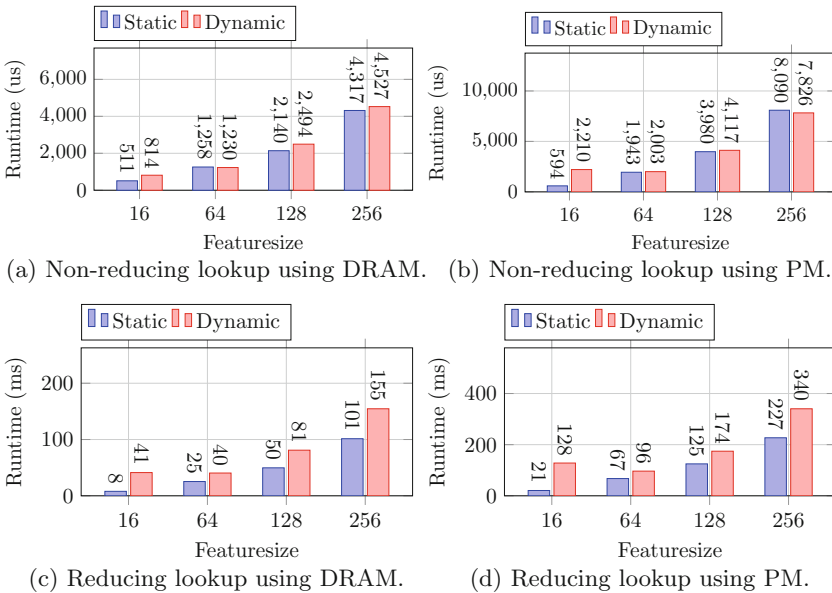 Static Dynamic
Runtime (us)
6,000
4,000
2,000
0
511
814
1,258
1,230
2,140
2,494
4,317
4,527
16 64 128 256
Featuresize
(a) Non-reducing lookup using DRAM.
Static Dynamic
Runtime (us)
10,000
5,000
0
594
2,210
1,943
2,003
3,980
4,117
8,090
7,826
16 64 128 256
Featuresize
(b) Non-reducing lookup using PM.
Static Dynamic
Runtime (ms)
200
100
0
8
41
25
40
50
81
101
155
16 64 128 256
Featuresize
(c) Reducing lookup using DRAM.
Static Dynamic
Runtime (ms)
400
200
0
21
128
67
96
125
174
227
340
16 64 128 256
Featuresize
(d) Reducing lookup using PM.